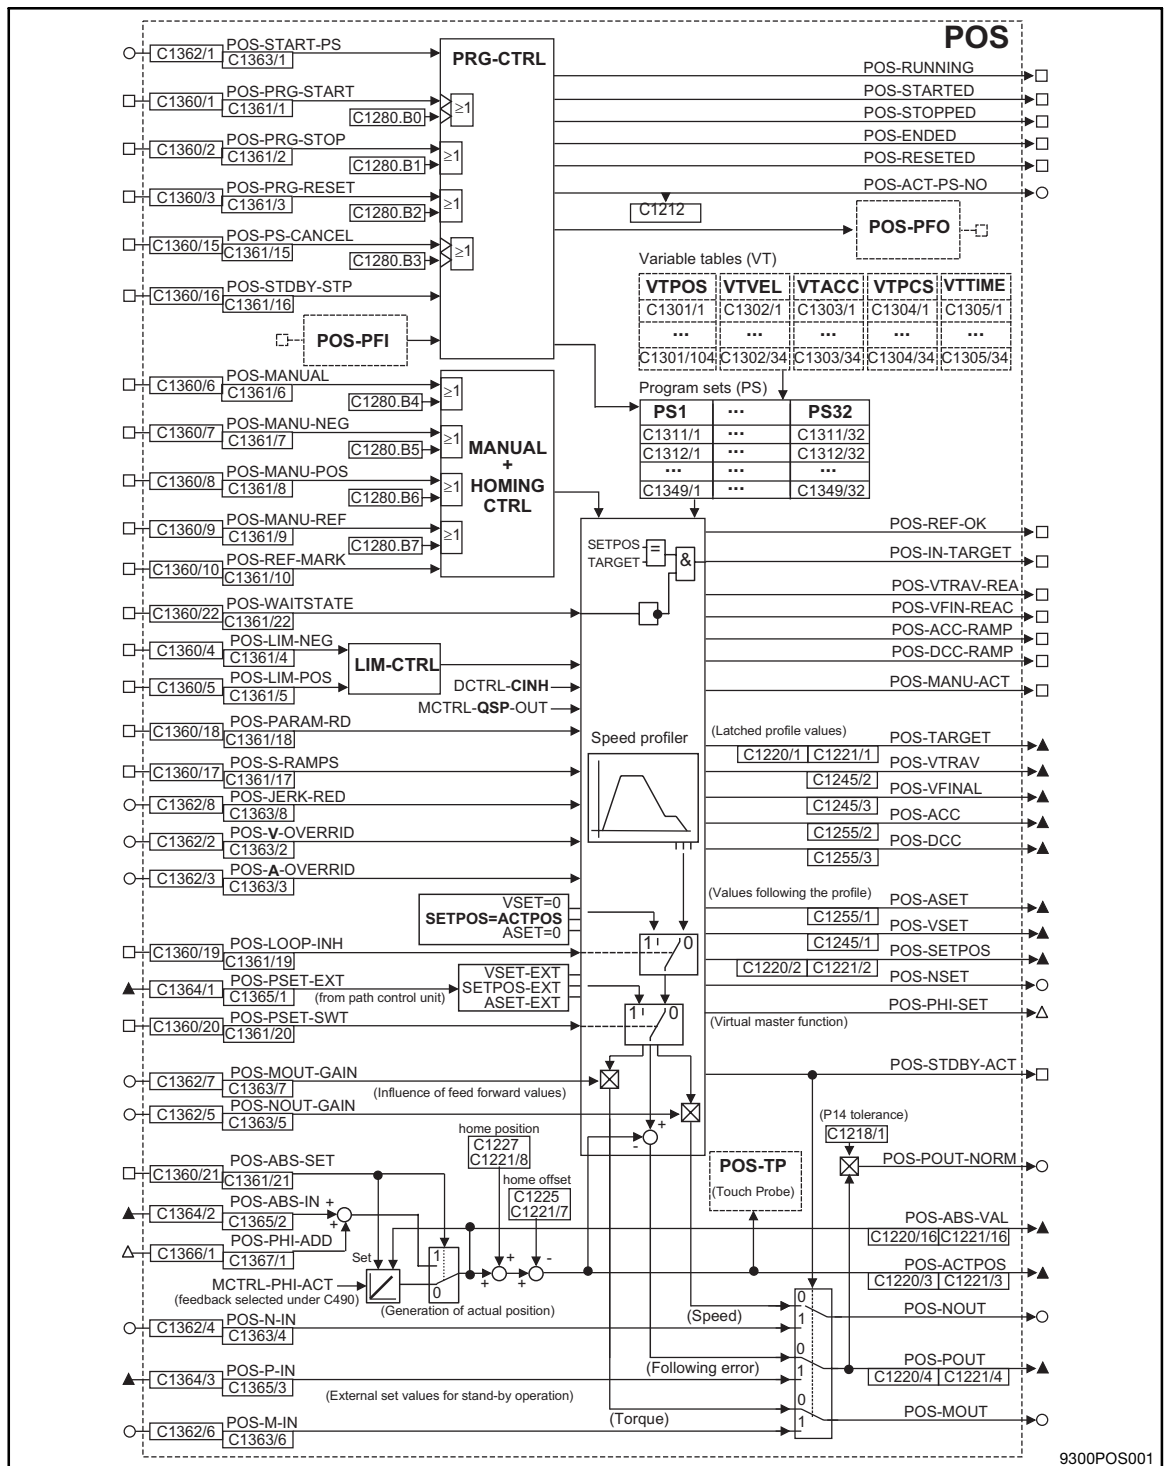 POS
C1362/1 POS-START-PS
C1363/1
PRG-CTRL
C1360/1 POS-PRG-START
C1361/1
C1280.B0
≥1
C1360/2 POS-PRG-STOP
C1361/2
C1280.B1
≥1
C1360/3 POS-PRG-RESET
C1361/3
C1280.B2
≥1
C1360/15 POS-PS-CANCEL
C1361/15
C1280.B3
≥1
C1360/16 POS-STDBY-STP
C1361/16
POS-PFI
POS-RUNNING
POS-STARTED
POS-STOPPED
POS-ENDED
POS-RESETED
POS-ACT-PS-NO
C1212
POS-PFO
Variable tables (VT)
VTPOS VTVEL VTACC VTPCS VTTIME
C1301/1 C1302/1 C1303/1 C1304/1 C1305/1
... ... ... ... ...
C1301/104 C1302/34 C1303/34 C1304/34 C1305/34
Program sets (PS)
PS1 ... PS32
C1311/1 ... C1311/32
C1312/1 ... C1312/32
... ... ...
C1349/1 ... C1349/32
C1360/6 POS-MANUAL
C1361/6
C1280.B4
≥1
C1360/7 POS-MANU-NEG
C1361/7
C1280.B5
≥1
C1360/8 POS-MANU-POS
C1361/8
C1280.B6
≥1
C1360/9 POS-MANU-REF
C1361/9
C1280.B7
≥1
C1360/10 POS-REF-MARK
C1361/10
MANUAL
+
HOMING
CTRL
C1360/22 POS-WAITSTATE
C1361/22
C1360/4 POS-LIM-NEG
C1361/4
C1360/5 POS-LIM-POS
C1361/5
LIM-CTRL
DCTRL-CINH
MCTRL-QSP-OUT
SETPOS
TARGET
=
&
POS-REF-OK
POS-IN-TARGET
POS-VTRAV-REA
POS-VFIN-REAC
POS-ACC-RAMP
POS-DCC-RAMP
POS-MANU-ACT
C1360/18 POS-PARAM-RD
C1361/18
C1360/17 POS-S-RAMPS
C1361/17
C1362/8 POS-JERK-RED
C1363/8
C1362/2 POS-V-OVERRID
C1363/2
C1362/3 POS-A-OVERRID
C1363/3
Speed profiler
(Latched profile values)
POS-TARGET
C1220/1 C1221/1
POS-VTRAV
C1245/2
POS-VFINAL
C1245/3
POS-ACC
C1255/2
POS-DCC
C1255/3
(Values following the profile)
POS-ASET
C1255/1
POS-VSET
C1245/1
POS-SETPOS
C1220/2 C1221/2
POS-NSET
POS-PHI-SET
(Virtual master function)
VSET=0
SETPOS=ACTPOS
ASET=0
1 0
C1360/19 POS-LOOP-INH
C1361/19
C1364/1 POS-PSET-EXT
C1365/1 (from path control unit)
VSET-EXT
SETPOS-EXT
ASET-EXT
1 0
C1360/20 POS-PSET-SWT
C1361/20
C1362/7 POS-MOUT-GAIN
C1363/7 (Influence of feed forward values)
C1362/5 POS-NOUT-GAIN
C1363/5
+
-
POS-STDBY-ACT
(P14 tolerance)
C1218/1
POS-POUT-NORM
home position
C1227
C1221/8
home offset
C1225
C1221/7
POS-TP
(Touch Probe)
C1360/21 POS-ABS-SET
C1361/21
C1364/2 POS-ABS-IN +
C1365/2 +
C1366/1 POS-PHI-ADD
C1367/1
Set
1
0
+
+
-
+
MCTRL-PHI-ACT
(feedback selected under C490)
(Generation of actual position)
POS-ABS-VAL
C1220/16 C1221/16
POS-ACTPOS
C1220/3 C1221/3
C1362/4 POS-N-IN
C1363/4
(Speed)
0
1
POS-NOUT
C1364/3 POS-P-IN
C1365/3
(External set values for stand-by operation)
(Following error)
0
1
POS-POUT
C1220/4 C1221/4
C1362/6 POS-M-IN
C1363/6
(Torque)
0
1
POS-MOUT
9300POS001